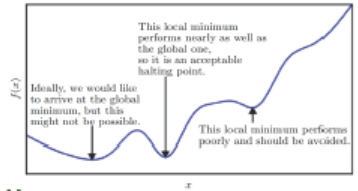 This local minimum
performs nearly as well as
the global one,
so it is an acceptable
halting point.
Ideally, we would like
to arrive at the global
minimum, but this
might not be possible.
This local minimum performs
poorly and should be avoided.
f(x)
x